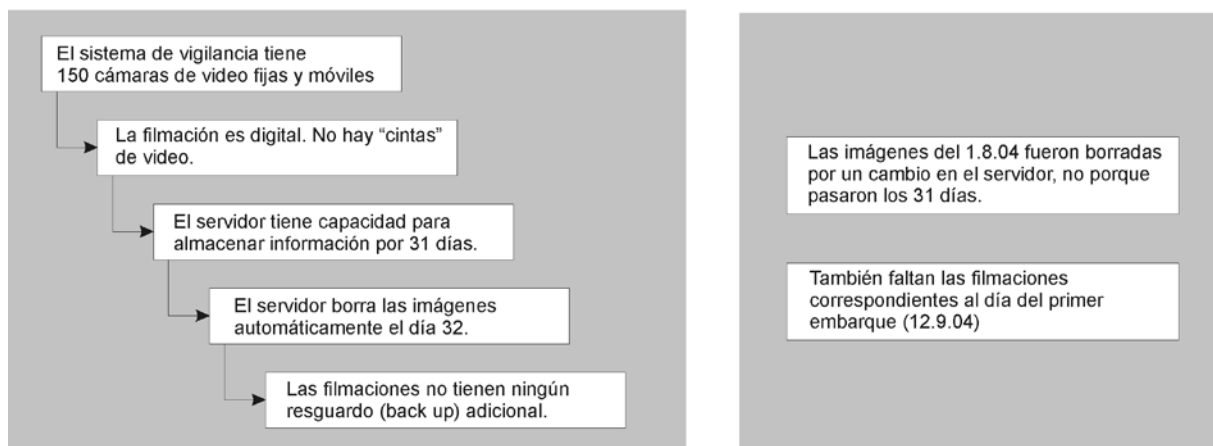 El sistema de vigilancia tiene
150 cámaras de video fijas y móviles
La filmación es digital. No hay “cintas”
de video.
El servidor tiene capacidad para
almacenar información por 31 días.
El servidor borra las imágenes
automáticamente el día 32.
Las filmaciones no tienen ningún
resguardo (back up) adicional.
Las imágenes del 1.8.04 fueron borradas
por un cambio en el servidor, no porque
pasaron los 31 días.
También faltan las filmaciones
correspondientes al día del primer
embarque (12.9.04)